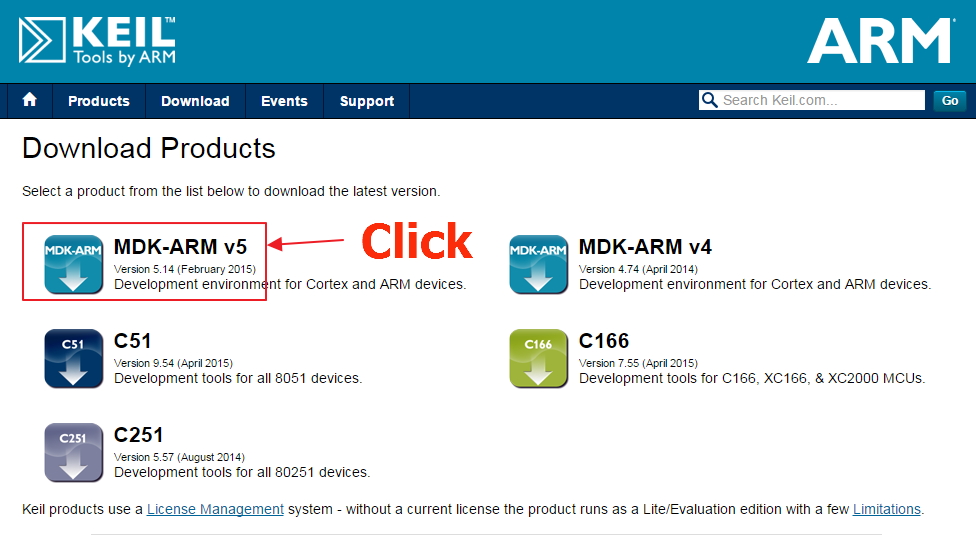 KEIL™
Tools by ARM
ARM®
Products
Download
Events
Support
Search Keil.com...
Go
Download Products
Select a product from the list below to download the latest version.
MDK-ARM
MDK-ARM v5
Version 5.14 (February 2015)
Development environment for Cortex and ARM devices.
Click
MDK-ARM
MDK-ARM v4
Version 4.74 (April 2014)
Development environment for Cortex and ARM devices.
C51
C51
Version 9.54 (April 2015)
Development tools for all 8051 devices.
C166
C166
Version 7.55 (April 2015)
Development tools for C166, XC166, & XC2000 MCUs.
C251
C251
Version 5.57 (August 2014)
Development tools for all 80251 devices.
Keil products use a License Management system - without a current license the product runs as a Lite/Evaluation edition with a few Limitations.